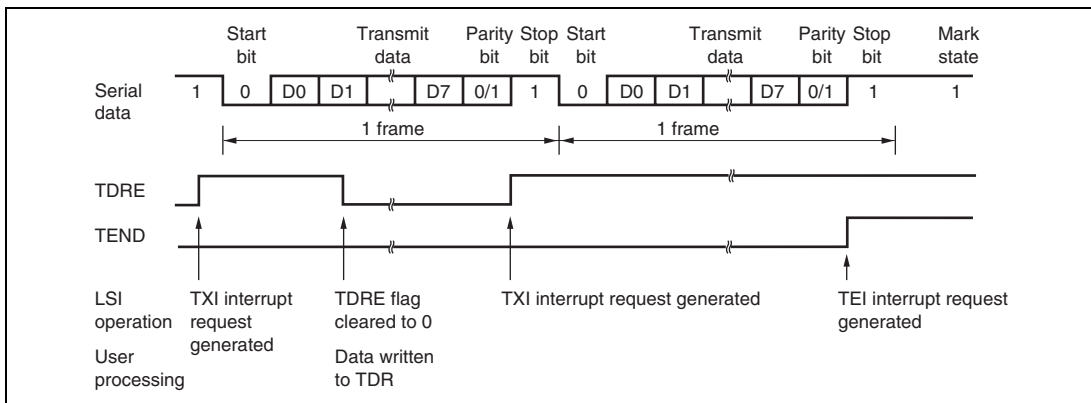 Start bit Transmit data Parity bit Stop bit Start bit Transmit data Parity bit Stop bit Mark state
Serial data 1 0 D0 D1 D7 0/1 1 0 D0 D1 D7 0/1 1 1
1 frame 1 frame
TDRE
TEND
LSI operation TXI interrupt request generated TDRE flag cleared to 0 TXI interrupt request generated TEI interrupt request generated
User processing Data written to TDR